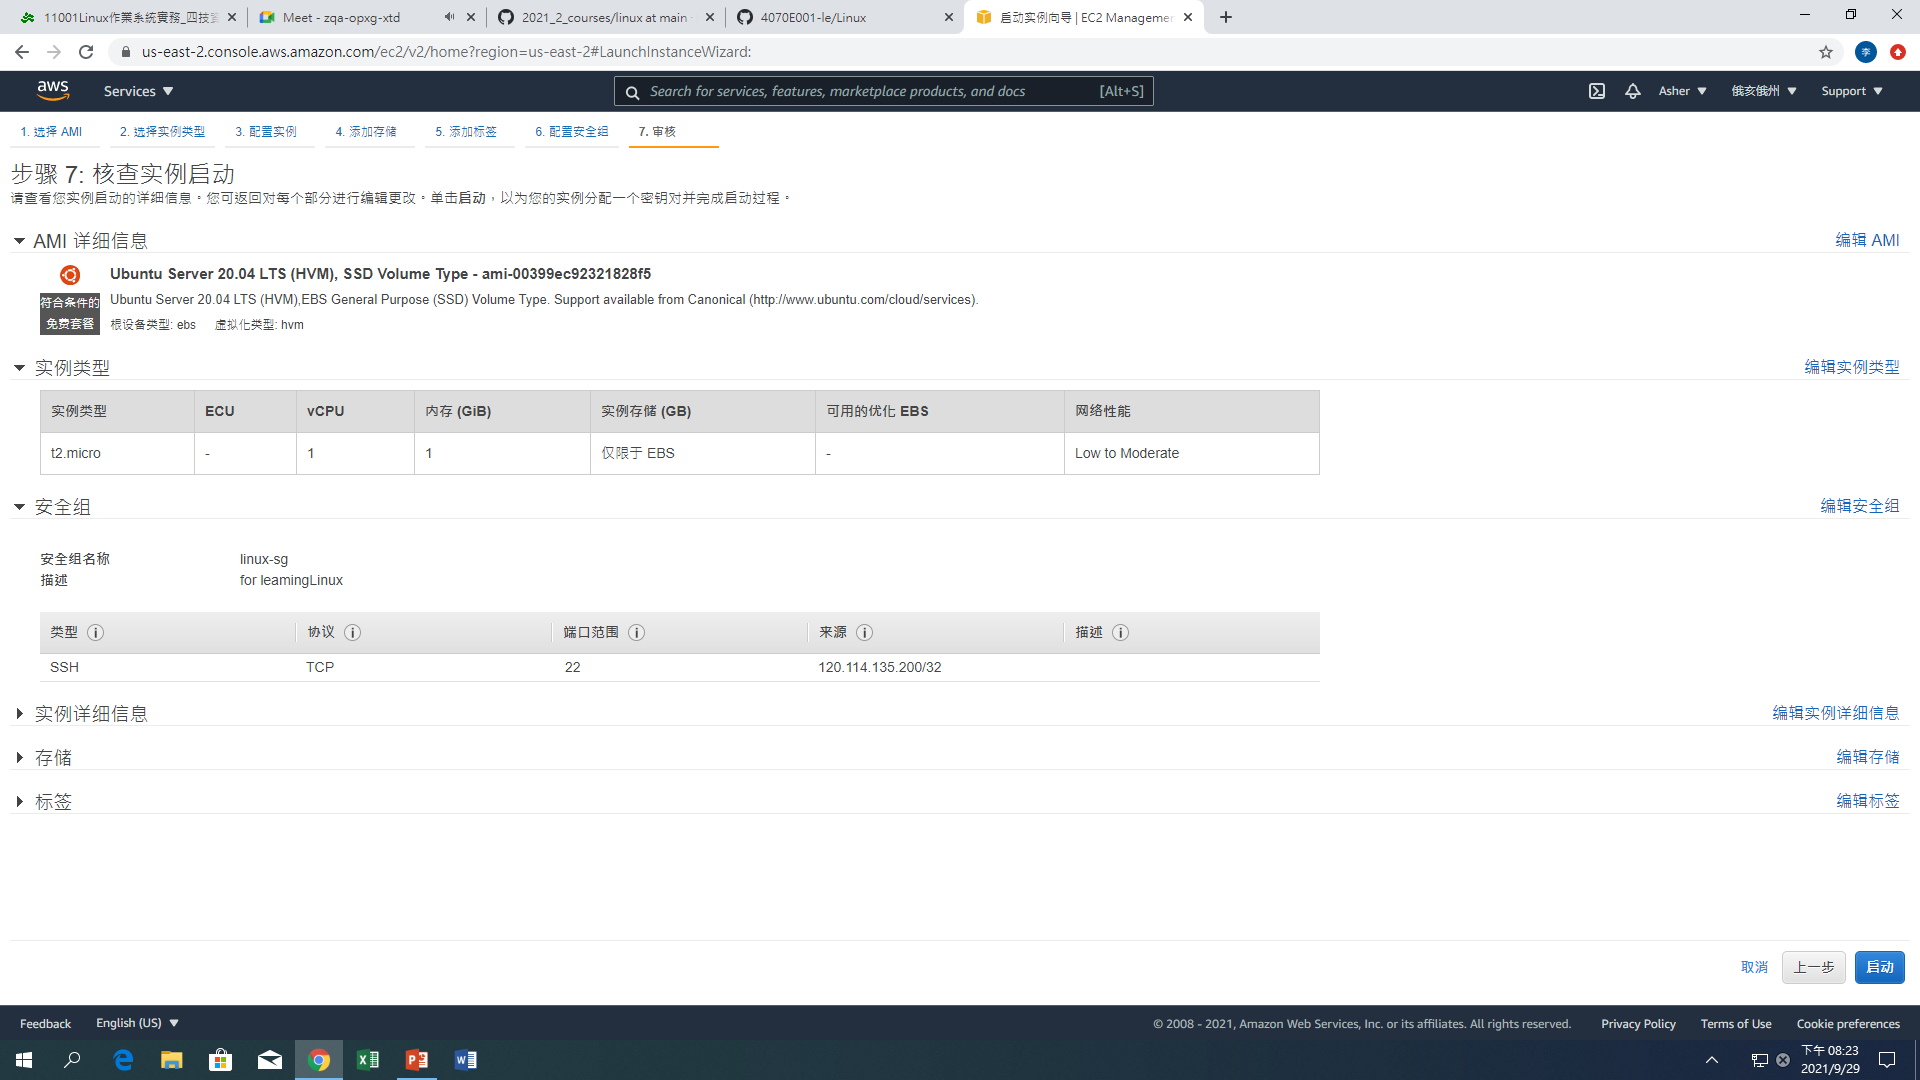 11001Linux作業系統實務_四技資
Meet - zqa-opxg-xtd
2021_2_courses/linux at main
4070E001-le/Linux
启动实例向导 | EC2 Managemen
us-east-2.console.aws.amazon.com/ec2/v2/home?region=us-east-2#LaunchInstanceWizard:
李
aws
Services
Search for services, features, marketplace products, and docs
[Alt+S]
Asher
俄亥俄州
Support
1. 选择 AMI
2. 选择实例类型
3. 配置实例
4. 添加存储
5. 添加标签
6. 配置安全组
7. 审核
步骤 7: 核查实例启动
请查看您实例启动的详细信息。您可返回对每个部分进行编辑更改。单击启动，以为您的实例分配一个密钥对并完成启动过程。
AMI 详细信息
编辑 AMI
符合条件的
免费套餐
Ubuntu Server 20.04 LTS (HVM), SSD Volume Type - ami-00399ec92321828f5
Ubuntu Server 20.04 LTS (HVM),EBS General Purpose (SSD) Volume Type. Support available from Canonical (http://www.ubuntu.com/cloud/services).
根设备类型: ebs 虚拟化类型: hvm
实例类型
编辑实例类型
实例类型 ECU vCPU 内存 (GiB) 实例存储 (GB) 可用的优化 EBS 网络性能
t2.micro - 1 1 仅限于 EBS - Low to Moderate
安全组
编辑安全组
安全组名称 linux-sg
描述 for leamingLinux
类型 协议 端口范围 来源 描述
SSH TCP 22 120.114.135.200/32
实例详细信息
编辑实例详细信息
存储
编辑存储
标签
编辑标签
取消
上一步
启动
Feedback
English (US)
© 2008 - 2021, Amazon Web Services, Inc. or its affiliates. All rights reserved.
Privacy Policy
Terms of Use
Cookie preferences
下午 08:23
2021/9/29